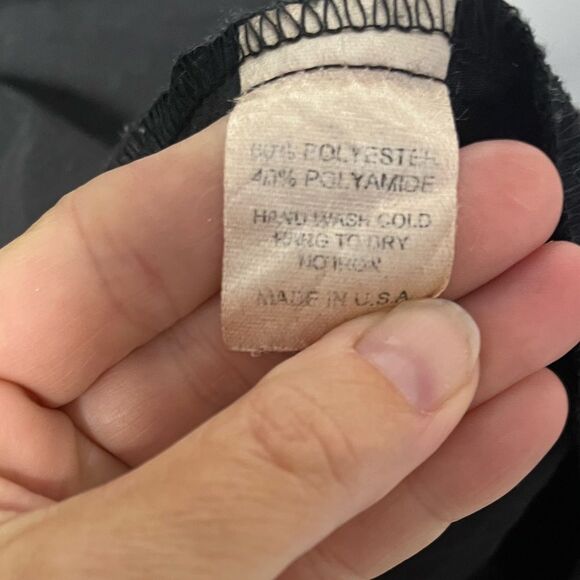 60% POLYESTER
40% POLYAMIDE
HAND WASH COLD
HANG TO DRY
NO IRON
MADE IN U.S.A.